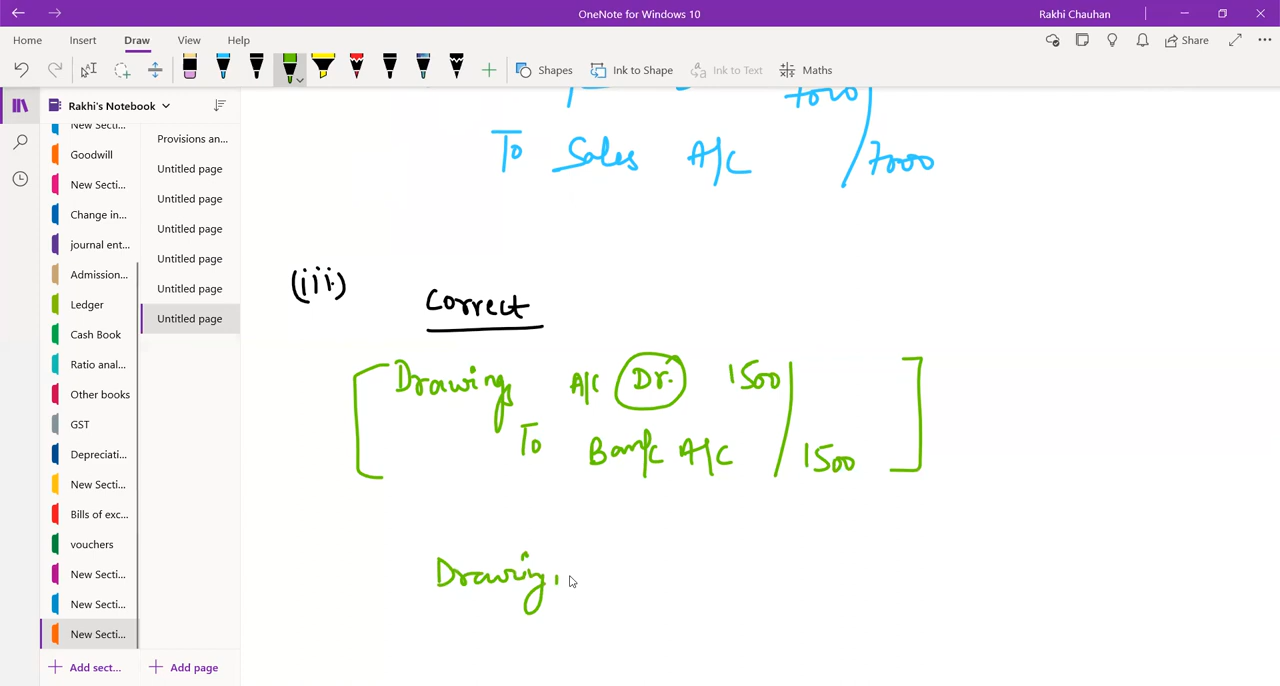 OneNote for Windows 10
Rakhi Chauhan
Home Insert Draw View Help
Share
Shapes
Ink to Shape
Ink to Text
Maths
Rakhi's Notebook
New Secti...
Goodwill
New Secti...
Change in...
journal ent...
Admission...
Ledger
Cash Book
Ratio anal...
Other books
GST
Depreciati...
New Secti...
Bills of exc...
vouchers
New Secti...
New Secti...
New Secti...
Add sect...
Provisions an...
Untitled page
Untitled page
Untitled page
Untitled page
Untitled page
Untitled page
Add page
To Sales A/C 7000
(iii)
Correct
Drawings A/C Dr. 1500
To Bank A/C 1500
Drawing